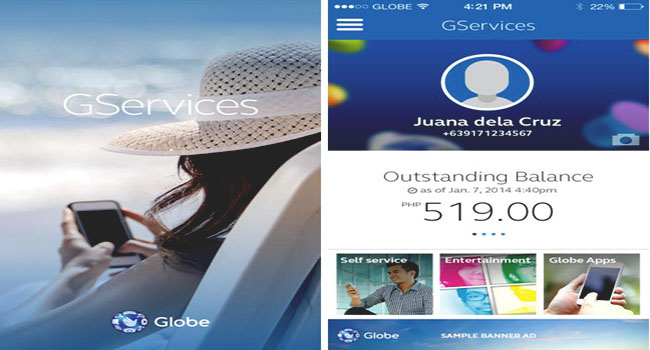 GServices
Globe
GLOBE 4:21 PM 22%
GServices
Juana dela Cruz
+639171234567
Outstanding Balance
as of Jan. 7, 2014 4:40pm
PHP 519.00
Self service Entertainment Globe Apps
Globe SAMPLE BANNER AD